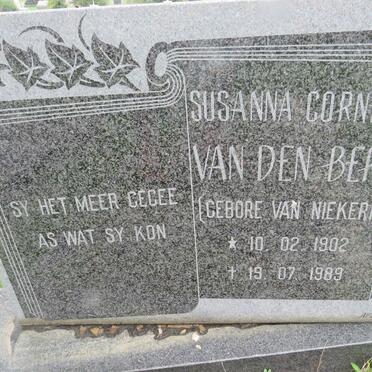 SUSANNA CORN
VAN DEN BE
(GEBORE VAN NIEKER
★ 10. 02. 1902
† 19. 07. 1989
SY HET MEER GEGEE
AS WAT SY KON